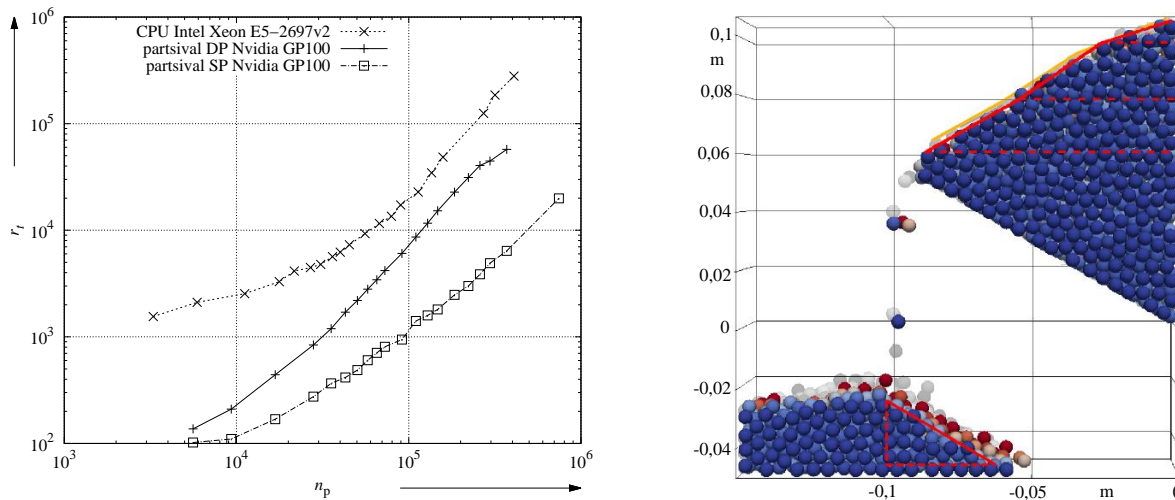 CPU Intel Xeon E5-2697v2
partsival DP Nvidia GP100
partsival SP Nvidia GP100
10^6
10^5
10^4
10^3
10^2
r_t
10^3
10^4
10^5
10^6
n_p
0,1
m
0,08
0,06
0,04
0,02
0
-0,02
-0,04
-0,1
-0,05
m